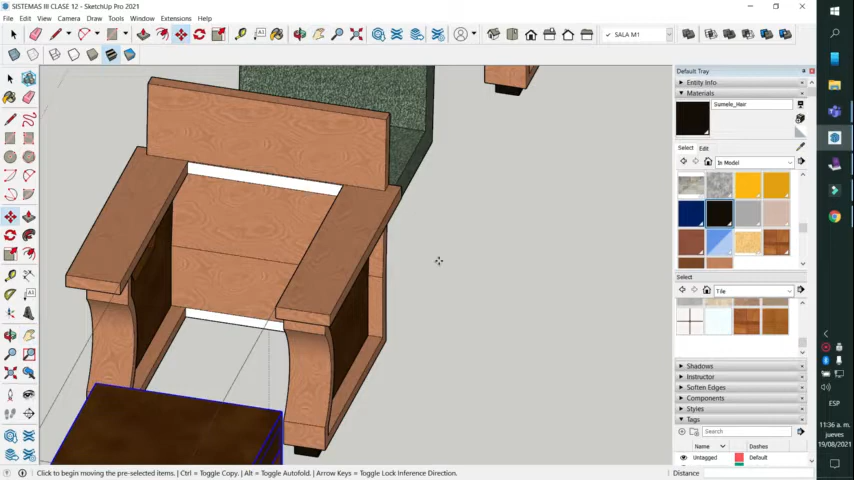 SISTEMAS III CLASE 12 - SketchUp Pro 2021
File Edit View Camera Draw Tools Window Extensions Help
SALA M1
Default Tray
Entity Info
Materials
Sumele_Hair
Select Edit
In Model
Select
Tile
Shadows
Instructor
Soften Edges
Components
Styles
Tags
Search
Name Dashes
Untagged Default
Click to begin moving the pre-selected items. | Ctrl = Toggle Copy. | Alt = Toggle Autofold. | Arrow Keys = Toggle Lock Inference Direction.
Distance
ESP
11:36 a. m.
jueves
19/08/2021